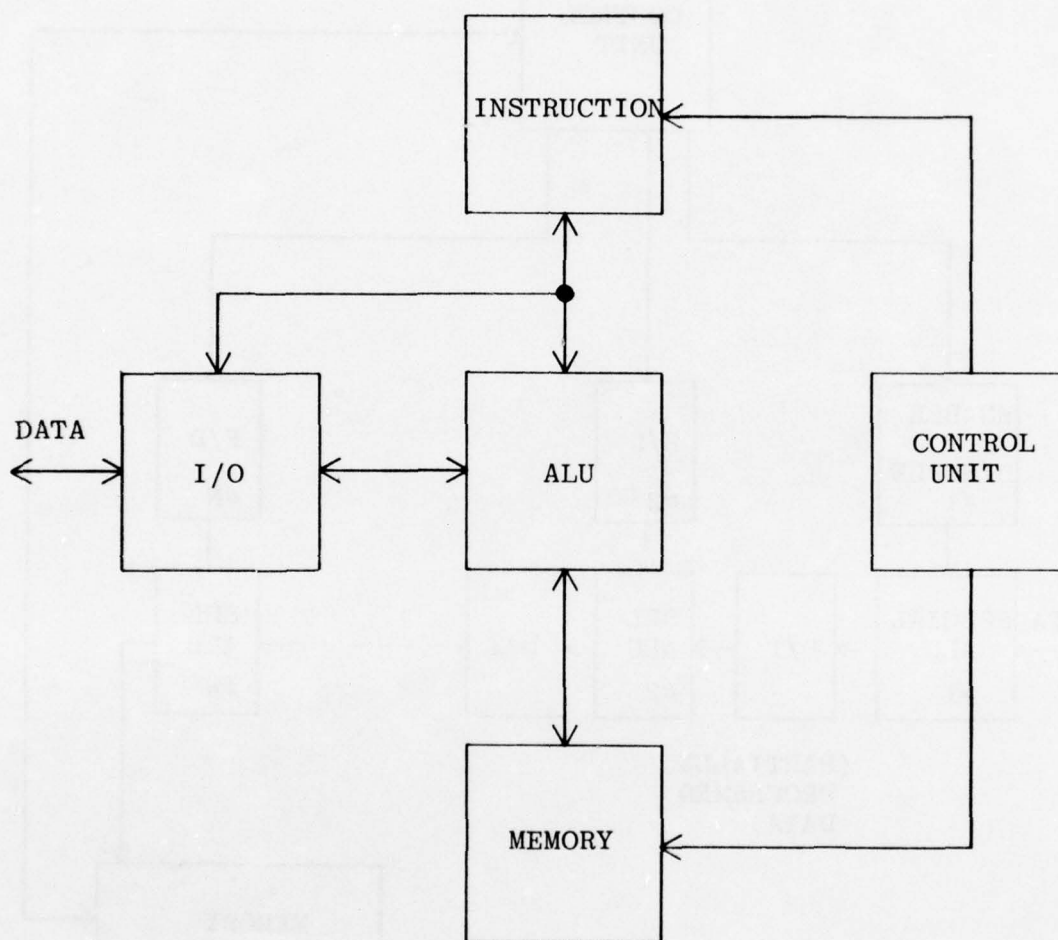 INSTRUCTION
DATA
I/O
ALU
CONTROL
UNIT
MEMORY